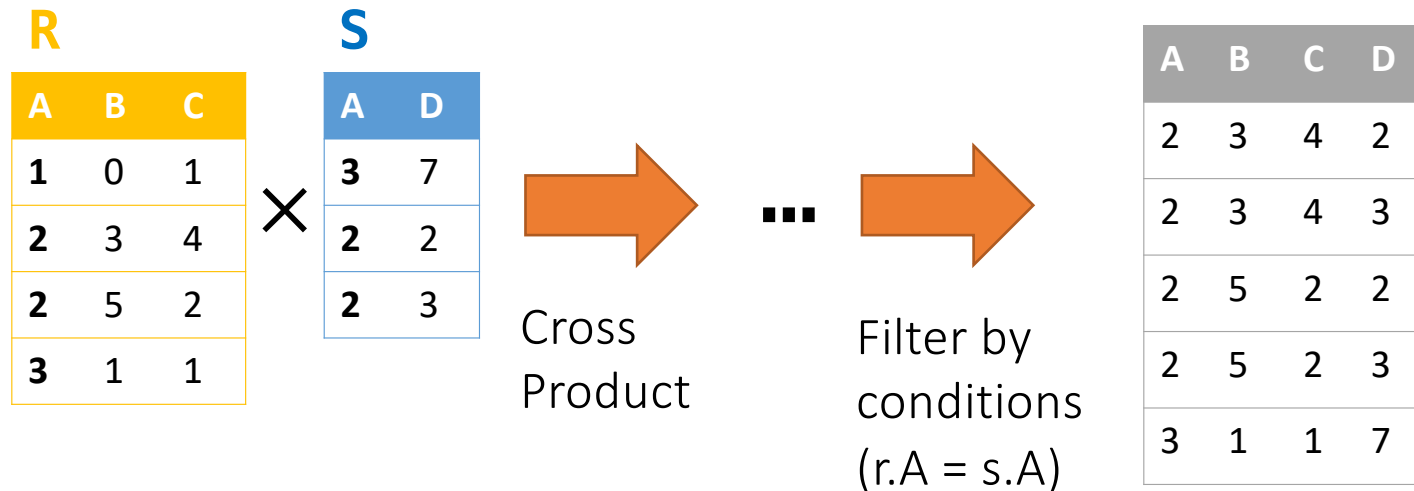 R
A B C
1 0 1
2 3 4
2 5 2
3 1 1
×
S
A D
3 7
2 2
2 3
Cross
Product
...
Filter by
conditions
(r.A = s.A)
A B C D
2 3 4 2
2 3 4 3
2 5 2 2
2 5 2 3
3 1 1 7